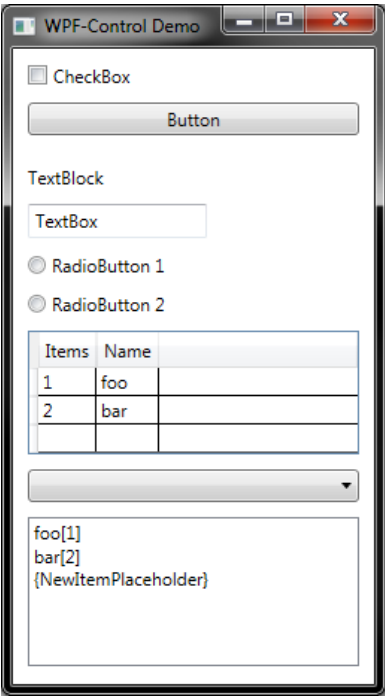 WPF-Control Demo
CheckBox
Button
TextBlock
TextBox
RadioButton 1
RadioButton 2
Items Name
1 foo
2 bar
foo[1]
bar[2]
{NewItemPlaceholder}